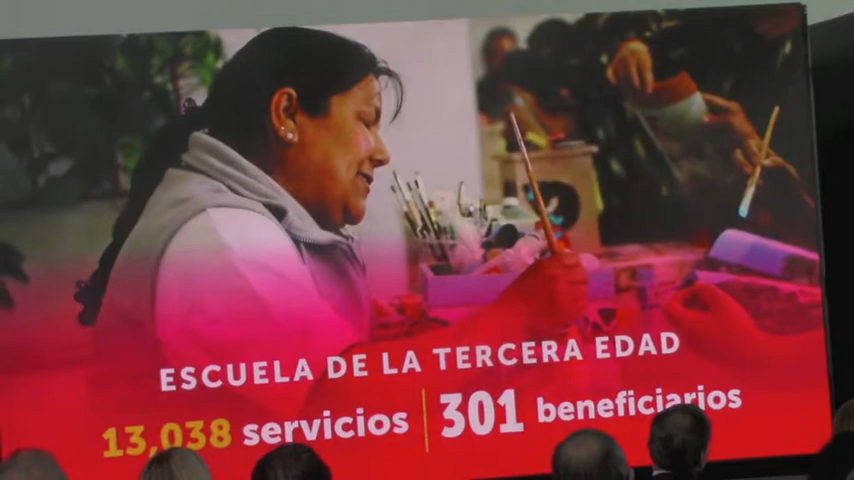 ESCUELA DE LA TERCERA EDAD
13,038 servicios 301 beneficiarios